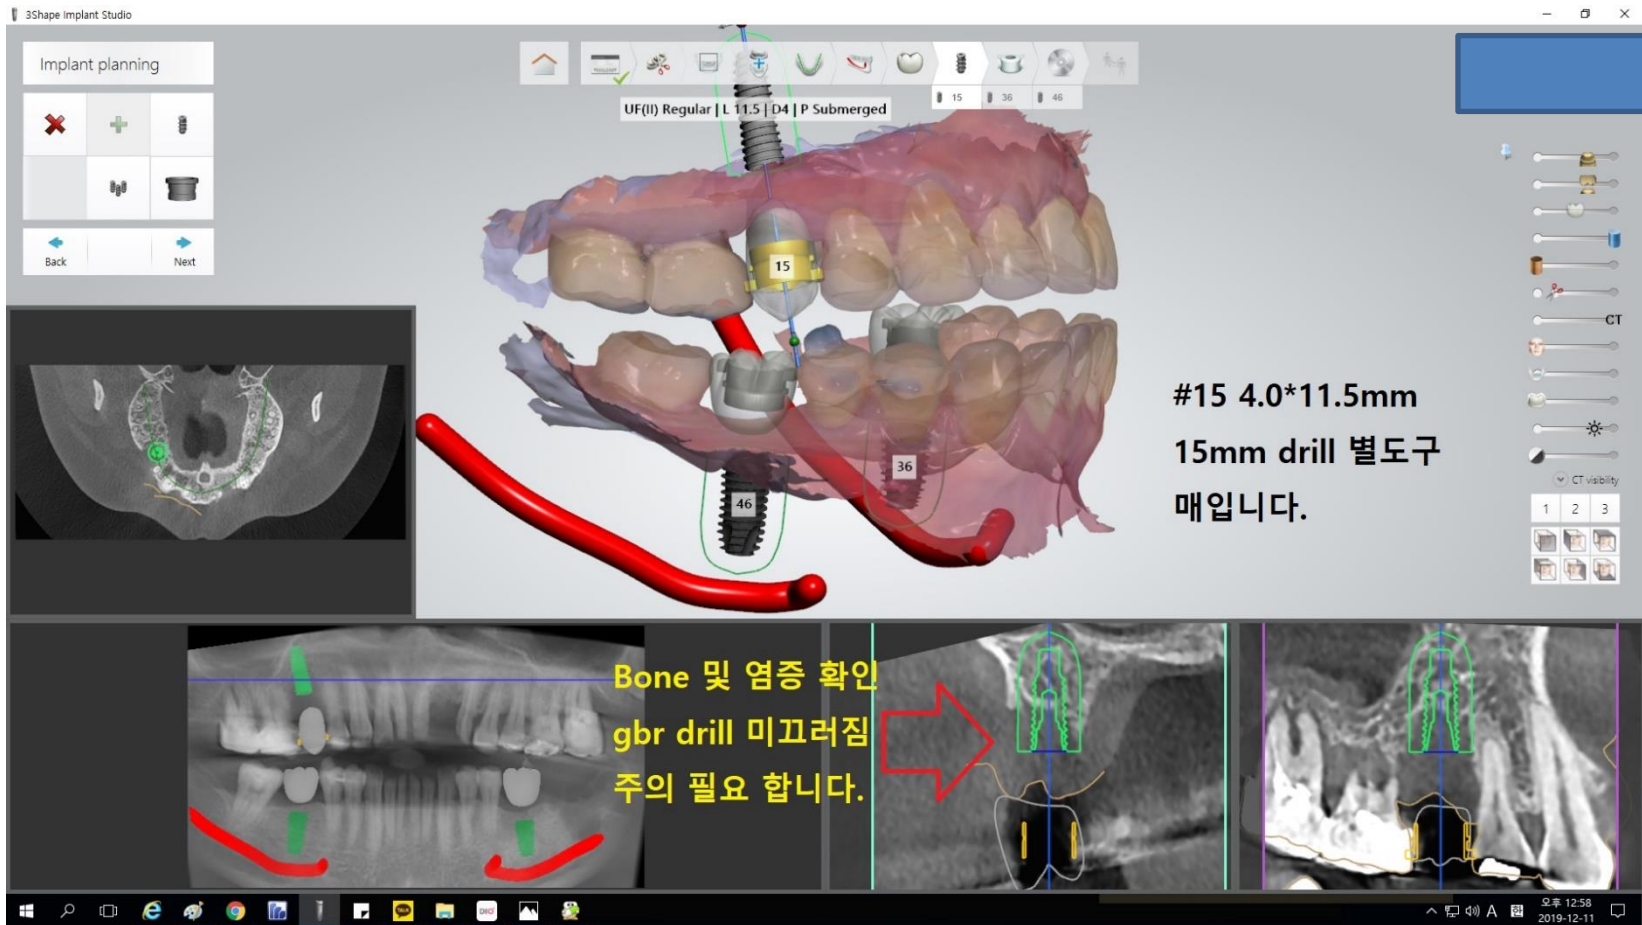 3Shape Implant Studio
Implant planning
Back
Next
15
36
46
UF(II) Regular | L 11.5 | D4 | P Submerged
15
36
46
CT
CT visibility
1 2 3
#15 4.0*11.5mm
15mm drill 별도구
매입니다.
Bone 및 염증 확인
gbr drill 미끄러짐
주의 필요 합니다.
TALK
DIO
A 한
오후 12:58
2019-12-11